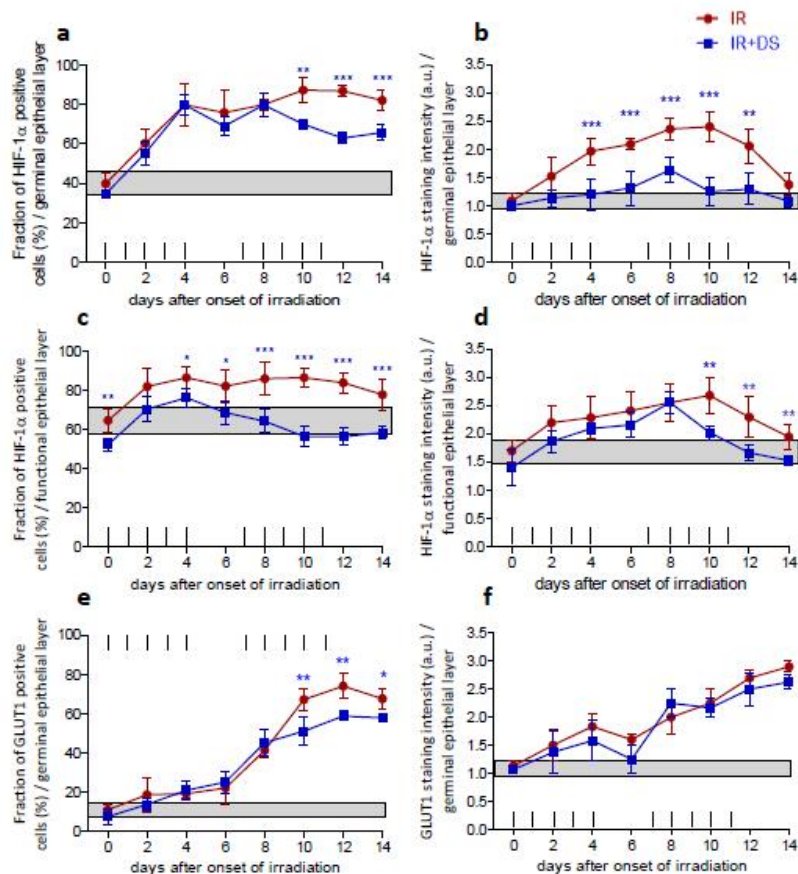 IR
IR+DS
a
Fraction of HIF-1α positive
cells (%) / germinal epithelial layer
100
80
60
40
20
0
** *** ***
0 2 4 6 8 10 12 14
days after onset of irradiation
b
HIF-1α staining intensity (a.u.) /
germinal epithelial layer
3.5
3.0
2.5
2.0
1.5
1.0
0.5
0.0
*** *** *** *** **
0 2 4 6 8 10 12 14
days after onset of irradiation
c
Fraction of HIF-1α positive
cells (%) / functional epithelial layer
100
80
60
40
20
0
** * * *** *** *** ***
0 2 4 6 8 10 12 14
days after onset of irradiation
d
HIF-1α staining intensity (a.u.) /
functional epithelial layer
3.5
3.0
2.5
2.0
1.5
1.0
0.5
0.0
** ** **
0 2 4 6 8 10 12 14
days after onset of irradiation
e
Fraction of GLUT1 positive
cells (%) / germinal epithelial layer
100
80
60
40
20
0
** ** *
0 2 4 6 8 10 12 14
days after onset of irradiation
f
GLUT1 staining intensity (a.u.) /
germinal epithelial layer
3.5
3.0
2.5
2.0
1.5
1.0
0.5
0.0
0 2 4 6 8 10 12 14
days after onset of irradiation